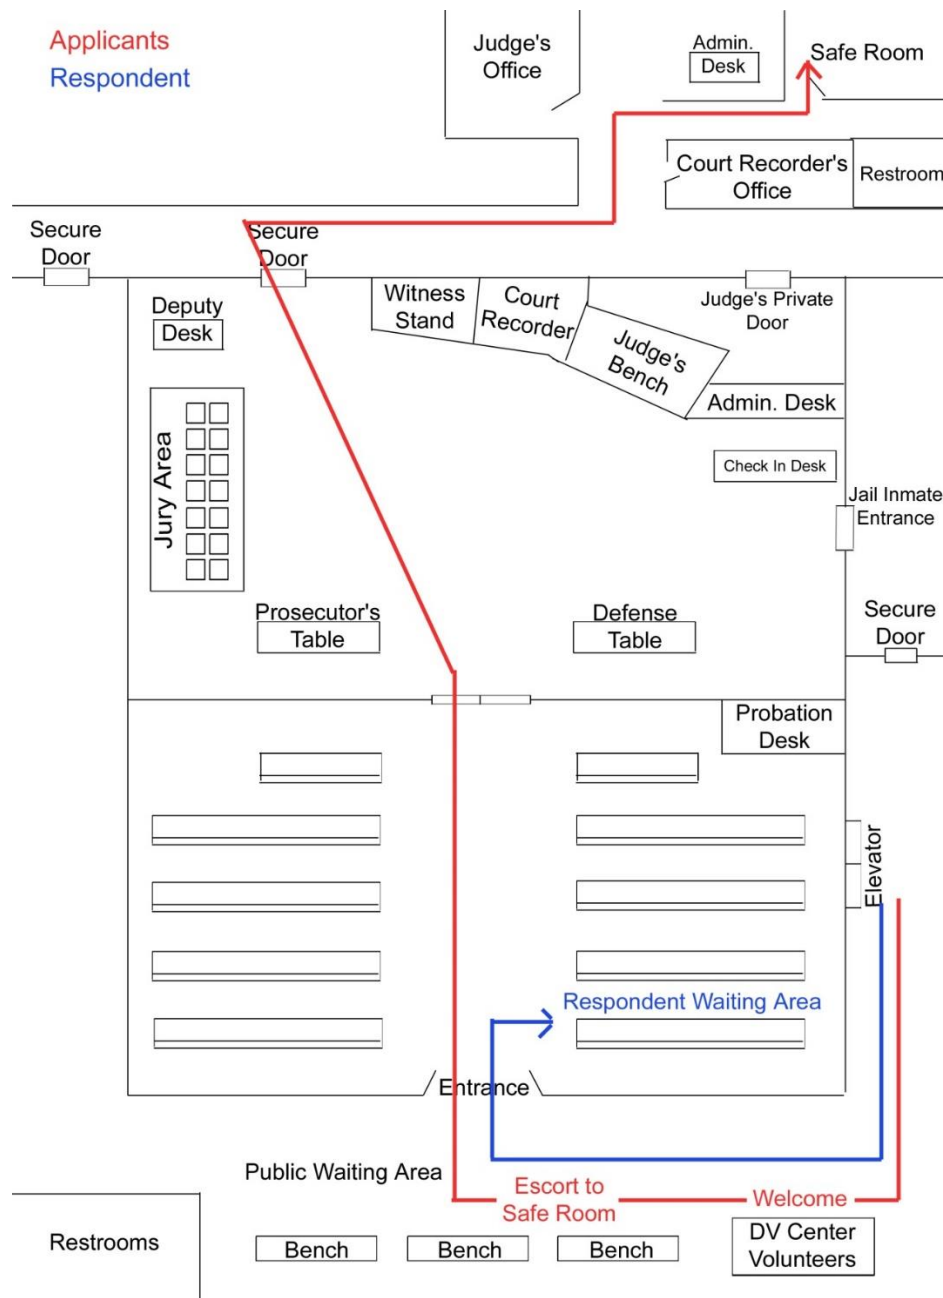 Applicants
Respondent
Judge's
Office
Admin.
Desk
Safe Room
Court Recorder's
Office
Restroom
Secure
Door
Secure
Door
Deputy
Desk
Witness
Stand
Court
Recorder
Judge's
Bench
Judge's Private
Door
Admin. Desk
Check In Desk
Jury Area
Jail Inmate
Entrance
Prosecutor's
Table
Defense
Table
Secure
Door
Probation
Desk
Elevator
Respondent Waiting Area
Entrance
Public Waiting Area
Escort to
Safe Room
Welcome
Restrooms
Bench
Bench
Bench
DV Center
Volunteers